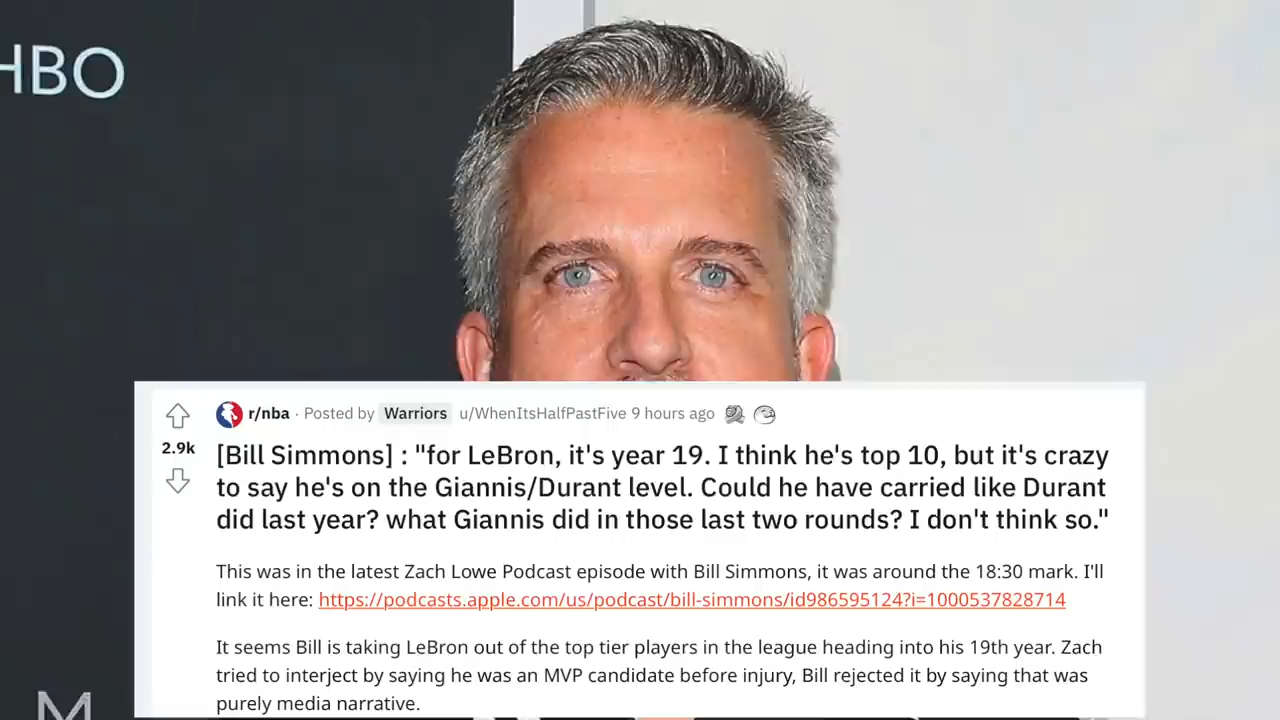 HBO
r/nba · Posted by Warriors u/WhenItsHalfPastFive 9 hours ago
2.9k
[Bill Simmons] : "for LeBron, it's year 19. I think he's top 10, but it's crazy
to say he's on the Giannis/Durant level. Could he have carried like Durant
did last year? what Giannis did in those last two rounds? I don't think so."
This was in the latest Zach Lowe Podcast episode with Bill Simmons, it was around the 18:30 mark. I'll
link it here: https://podcasts.apple.com/us/podcast/bill-simmons/id986595124?i=1000537828714
It seems Bill is taking LeBron out of the top tier players in the league heading into his 19th year. Zach
tried to interject by saying he was an MVP candidate before injury, Bill rejected it by saying that was
purely media narrative.
M